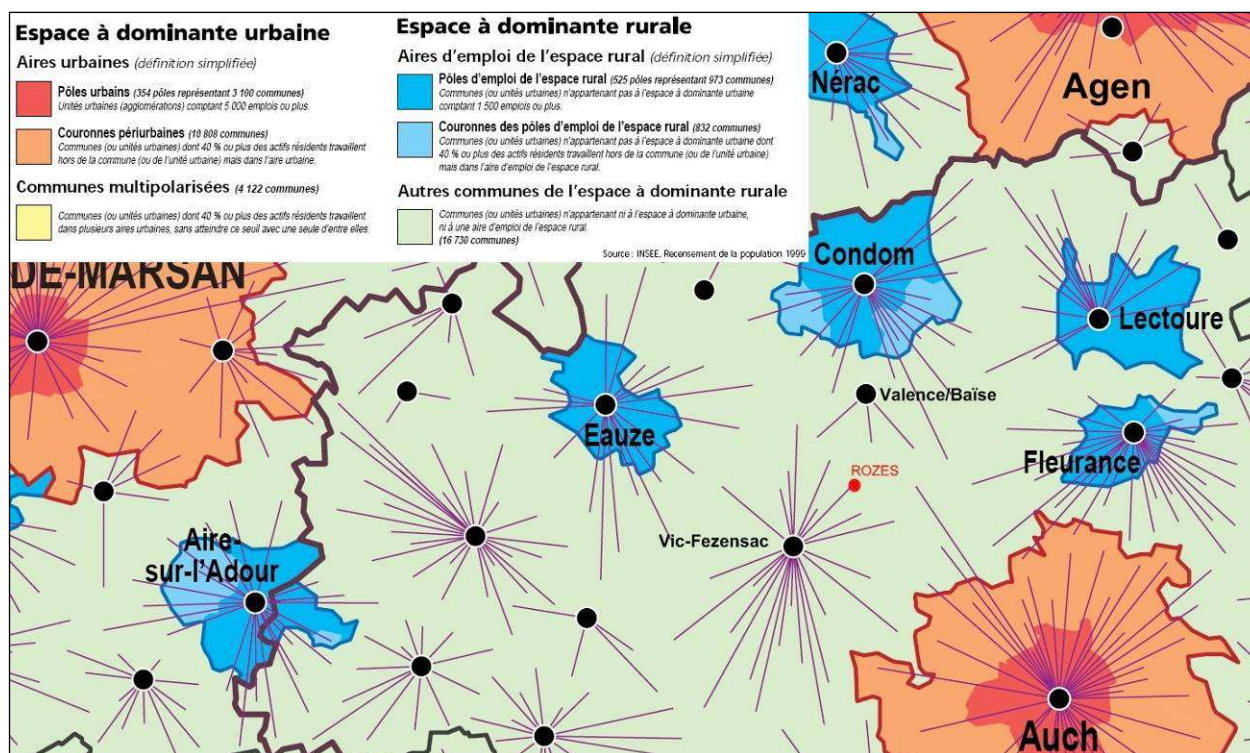 Espace à dominante urbaine
Aires urbaines (définition simplifiée)
Pôles urbains (354 pôles représentant 3 100 communes)
Unités urbaines (agglomérations) comptant 5 000 emplois ou plus.
Couronnes périurbaines (10 808 communes)
Communes (ou unités urbaines) dont 40 % ou plus des actifs résidents travaillent
hors de la commune (ou de l'unité urbaine) mais dans l'aire urbaine.
Communes multipolarisées (4 122 communes)
Communes (ou unités urbaines) dont 40 % ou plus des actifs résidents travaillent
dans plusieurs aires urbaines, sans atteindre ce seuil avec une seule d'entre elles.
Espace à dominante rurale
Aires d'emploi de l'espace rural (définition simplifiée)
Pôles d'emploi de l'espace rural (525 pôles représentant 973 communes)
Communes (ou unités urbaines) n'appartenant pas à l'espace à dominante urbaine
comptant 1 500 emplois ou plus.
Couronnes des pôles d'emploi de l'espace rural (832 communes)
Communes (ou unités urbaines) n'appartenant pas à l'espace à dominante urbaine dont
40 % ou plus des actifs résidents travaillent hors de la commune (ou de l'unité urbaine)
mais dans l'aire d'emploi de l'espace rural.
Autres communes de l'espace à dominante rurale
Communes (ou unités urbaines) n'appartenant ni à l'espace à dominante urbaine,
ni à une aire d'emploi de l'espace rural.
(16 730 communes)
Source : INSEE, Recensement de la population 1999
Nérac
Agen
DE-MARSAN
Condom
Lectoure
Valence/Baïse
Eauze
Fleurance
ROZES
Vic-Fezensac
Aire-
sur-l'Adour
Auch